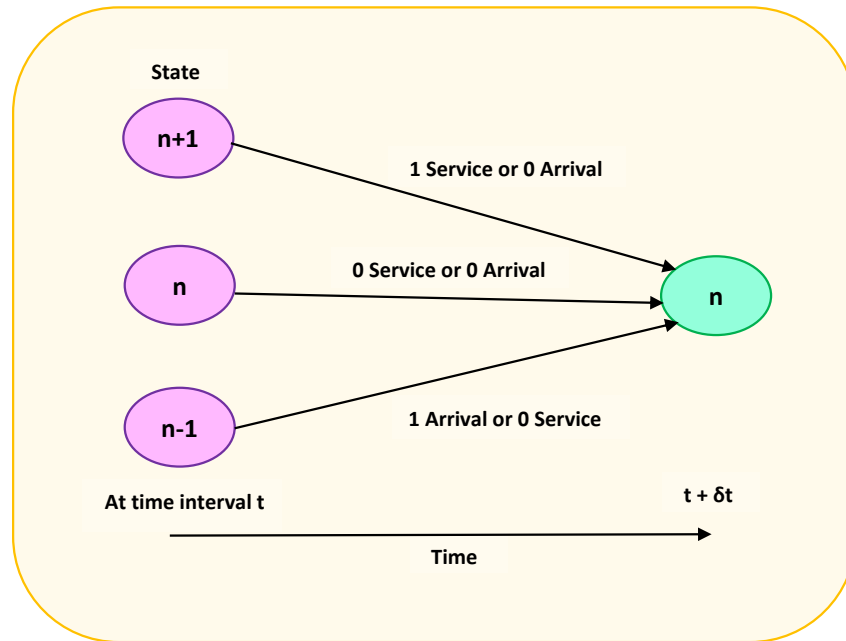 State
n+1
1 Service or 0 Arrival
0 Service or 0 Arrival
n
n
n-1
1 Arrival or 0 Service
At time interval t
t + δt
Time